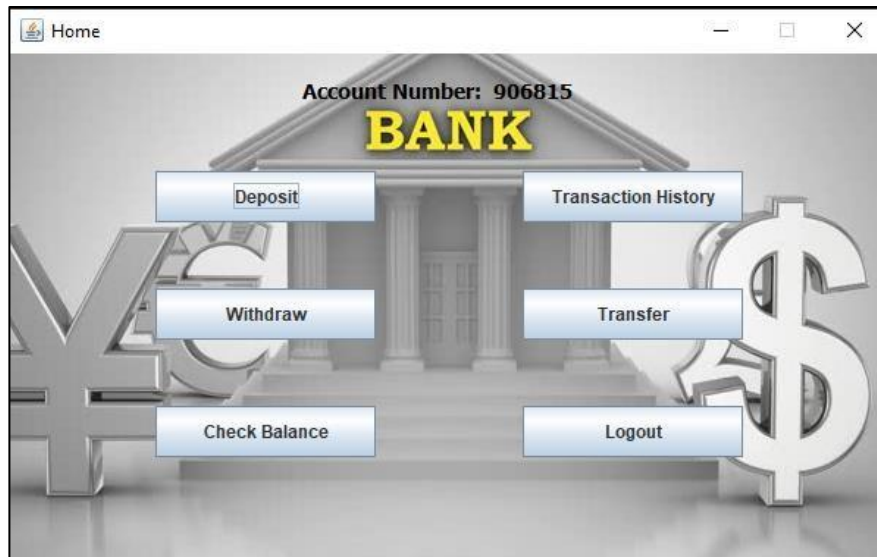 Home
Account Number: 906815
BANK
Deposit
Transaction History
Withdraw
Transfer
Check Balance
Logout